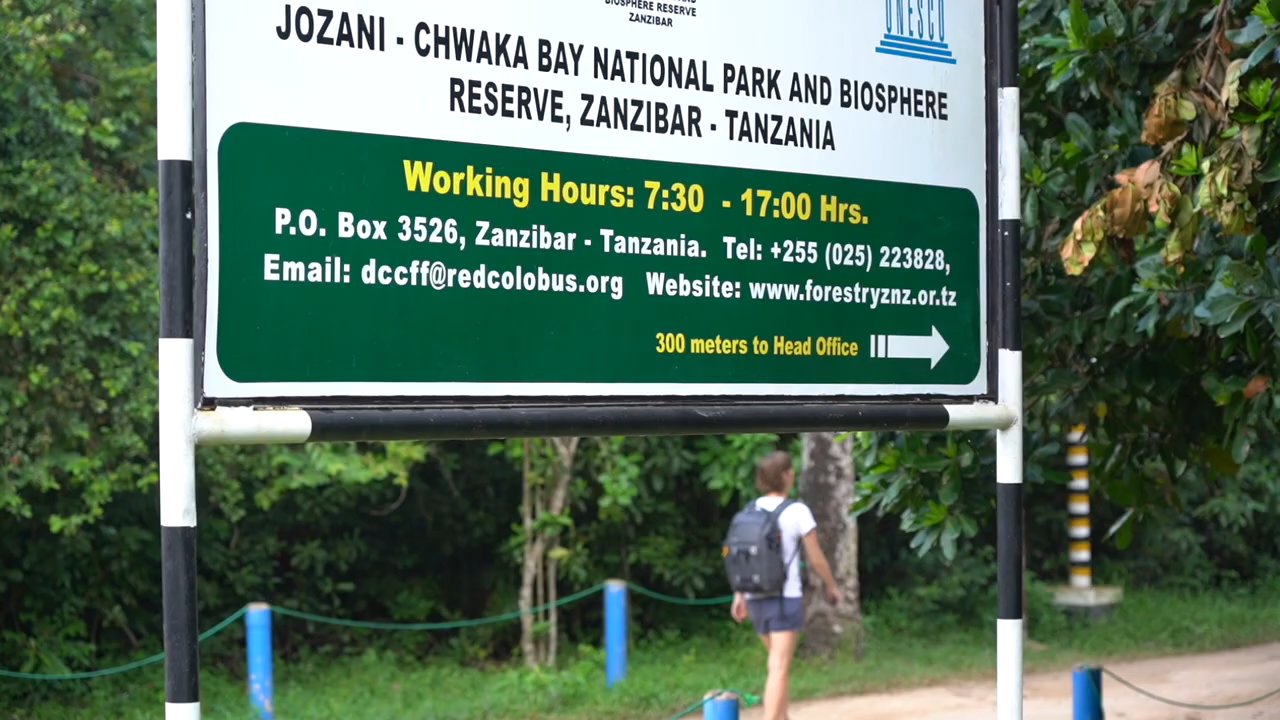 BIOSPHERE RESERVE
ZANZIBAR
UNESCO
JOZANI - CHWAKA BAY NATIONAL PARK AND BIOSPHERE
RESERVE, ZANZIBAR - TANZANIA
Working Hours: 7:30 - 17:00 Hrs.
P.O. Box 3526, Zanzibar - Tanzania. Tel: +255 (025) 223828,
Email: dccff@redcolobus.org Website: www.forestryznz.or.tz
300 meters to Head Office